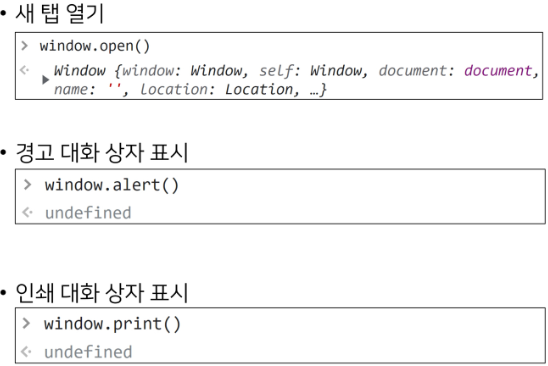 • 새 탭 열기
> window.open()
<· ▶ Window {window: Window, self: Window, document: document,
name: '', location: Location, …}
• 경고 대화 상자 표시
> window.alert()
<· undefined
• 인쇄 대화 상자 표시
> window.print()
<· undefined